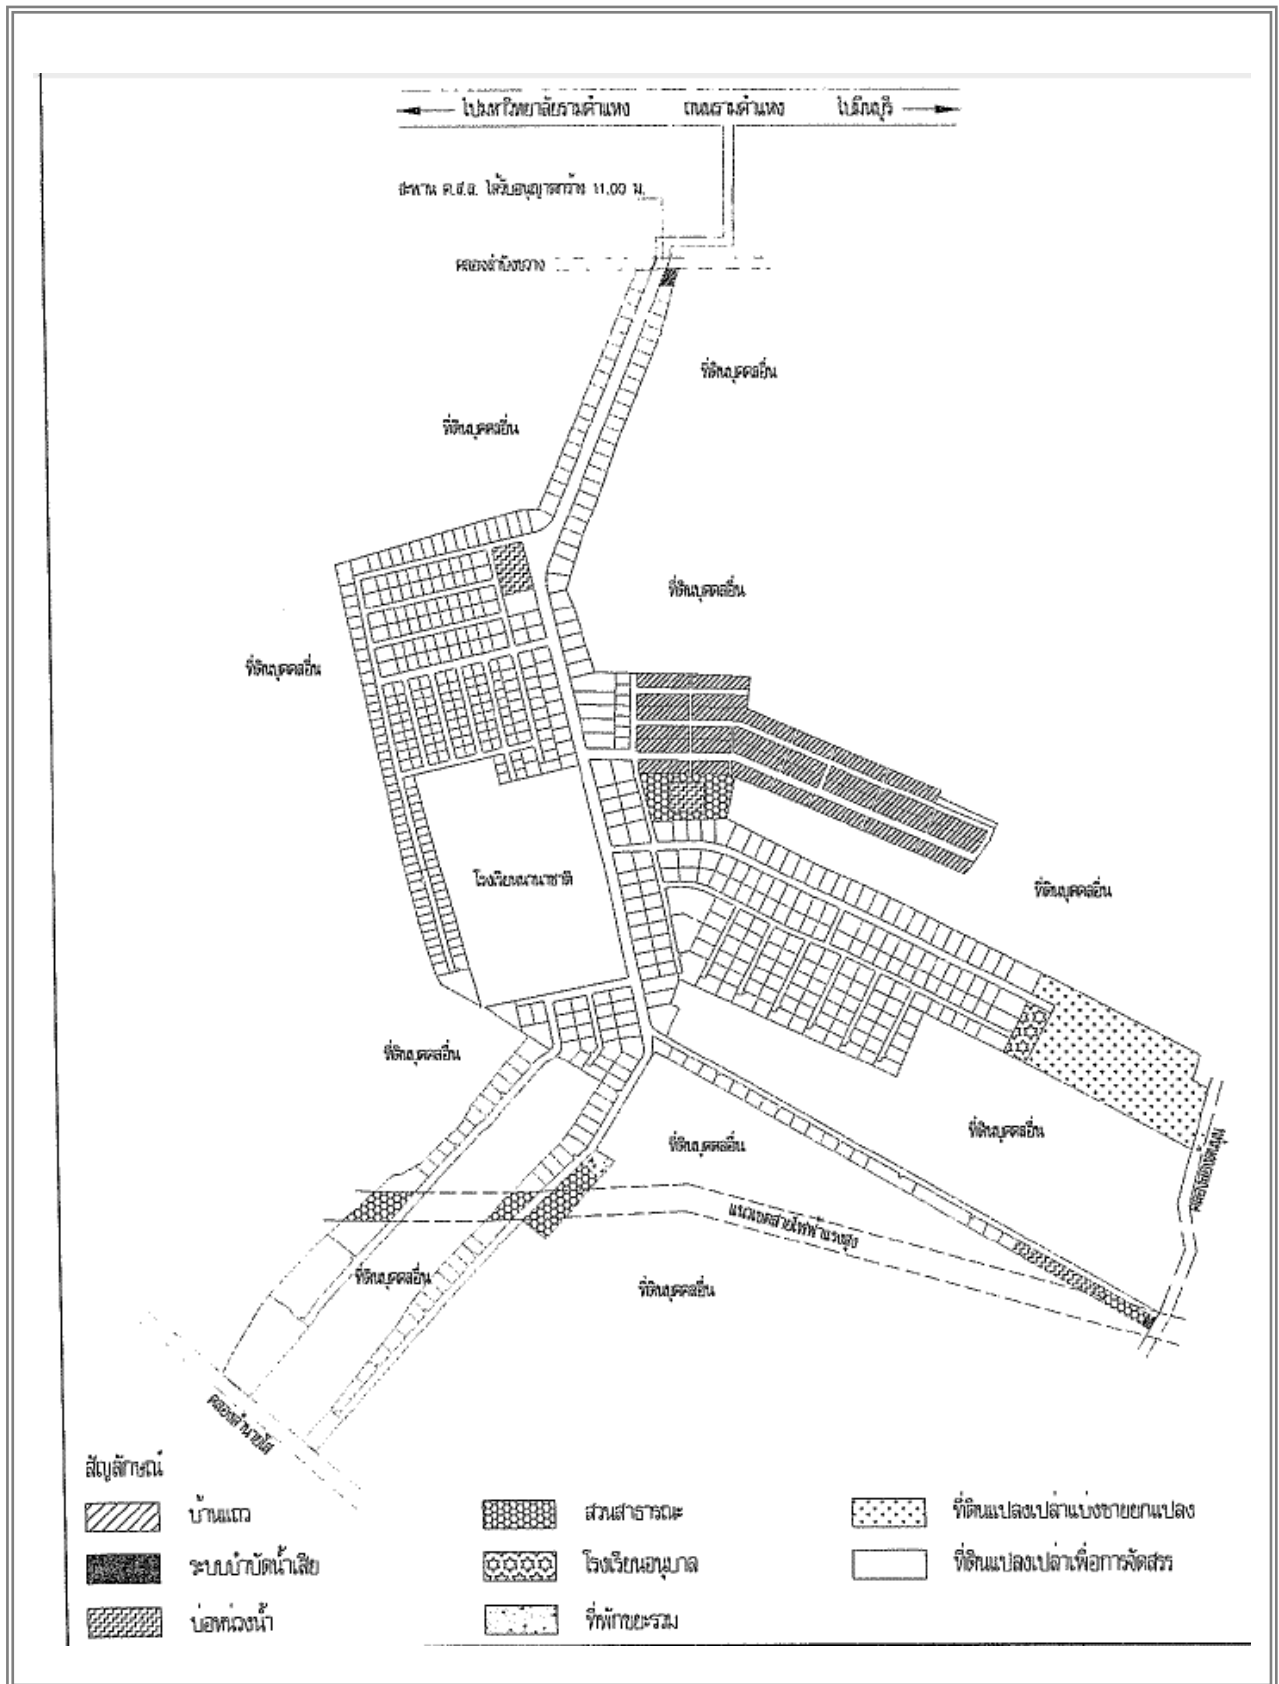 ไปมหาวิทยาลัยรามคำแหง ถนนรามคำแหง ไปมีนบุรี
สะพาน ค.ส.ล. ได้รับอนุญาตกว้าง 11.00 ม.
คลองลำบึงขวาง
ที่ดินบุคคลอื่น
ที่ดินบุคคลอื่น
ที่ดินบุคคลอื่น
ที่ดินบุคคลอื่น
โรงเรียนนานาชาติ
ที่ดินบุคคลอื่น
ที่ดินบุคคลอื่น
ที่ดินบุคคลอื่น
ที่ดินบุคคลอื่น
แนวเขตสายไฟฟ้าแรงสูง
ที่ดินบุคคลอื่น
ที่ดินบุคคลอื่น
คลองลำนายโส
สัญลักษณ์
บ้านแถว
สวนสาธารณะ
ที่ดินแปลงเปล่าแบ่งขายยกแปลง
ระบบบำบัดน้ำเสีย
โรงเรียนอนุบาล
ที่ดินแปลงเปล่าเพื่อการจัดสรร
บ่อหน่วงน้ำ
ที่พักขยะรวม